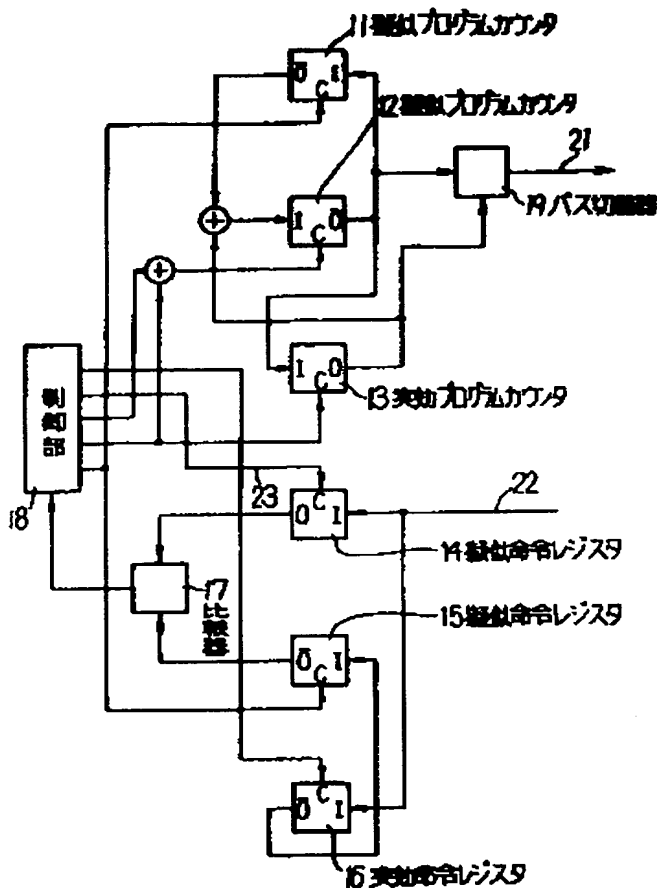 11 擬似プログラムカウンタ
Ō I
C
12 擬似プログラムカウンタ
21
I Ō
C
19 バス切換器
I O
C
13 実効プログラムカウンタ
制御部
18
23
22
C
O I
14 擬似命令レジスタ
17 比較器
15 擬似命令レジスタ
Ō I
C
C
Ō I
16 実効命令レジスタ